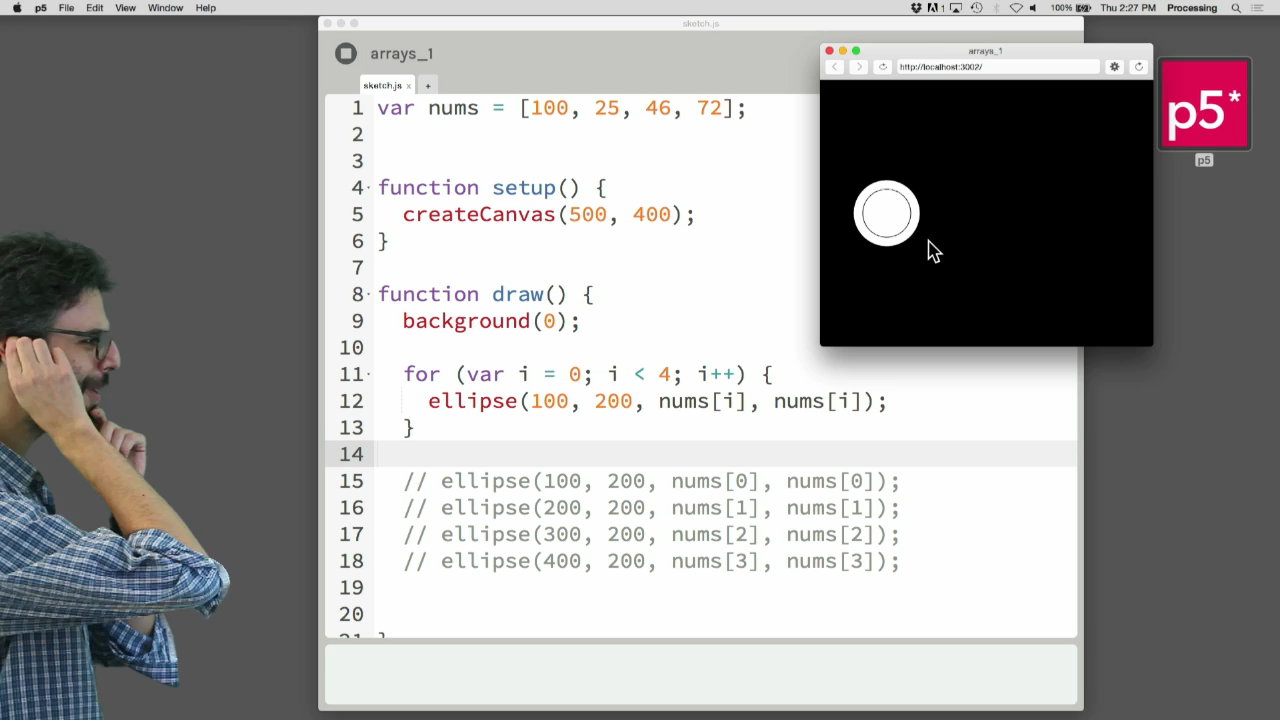 p5 File Edit View Window Help 1 100% Thu 2:27 PM Processing
sketch.js
arrays_1
sketch.js x +
1 var nums = [100, 25, 46, 72];
2
3
4 function setup() {
5 createCanvas(500, 400);
6 }
7
8 function draw() {
9 background(0);
10
11 for (var i = 0; i < 4; i++) {
12 ellipse(100, 200, nums[i], nums[i]);
13 }
14
15 // ellipse(100, 200, nums[0], nums[0]);
16 // ellipse(200, 200, nums[1], nums[1]);
17 // ellipse(300, 200, nums[2], nums[2]);
18 // ellipse(400, 200, nums[3], nums[3]);
19
20
21 }
arrays_1
http://localhost:3002/
p5*
p5